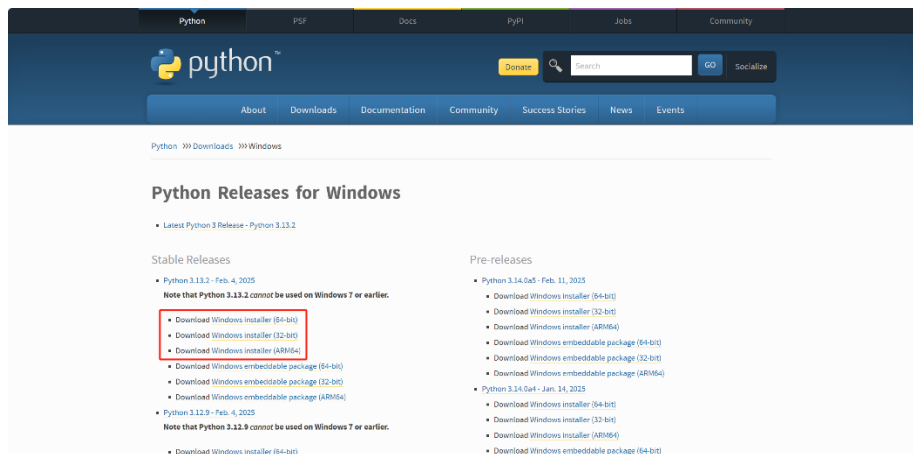 Python PSF Docs PyPI Jobs Community
python™
Donate Search GO Socialize
About Downloads Documentation Community Success Stories News Events
Python >>> Downloads >>> Windows
Python Releases for Windows
Latest Python 3 Release - Python 3.13.2
Stable Releases
Python 3.13.2 - Feb. 4, 2025
Note that Python 3.13.2 cannot be used on Windows 7 or earlier.
Download Windows installer (64-bit)
Download Windows installer (32-bit)
Download Windows installer (ARM64)
Download Windows embeddable package (64-bit)
Download Windows embeddable package (32-bit)
Download Windows embeddable package (ARM64)
Python 3.12.9 - Feb. 4, 2025
Note that Python 3.12.9 cannot be used on Windows 7 or earlier.
Download Windows installer (64-bit)
Pre-releases
Python 3.14.0a5 - Feb. 11, 2025
Download Windows installer (64-bit)
Download Windows installer (32-bit)
Download Windows installer (ARM64)
Download Windows embeddable package (64-bit)
Download Windows embeddable package (32-bit)
Download Windows embeddable package (ARM64)
Python 3.14.0a4 - Jan. 14, 2025
Download Windows installer (64-bit)
Download Windows installer (32-bit)
Download Windows installer (ARM64)
Download Windows embeddable package (64-bit)